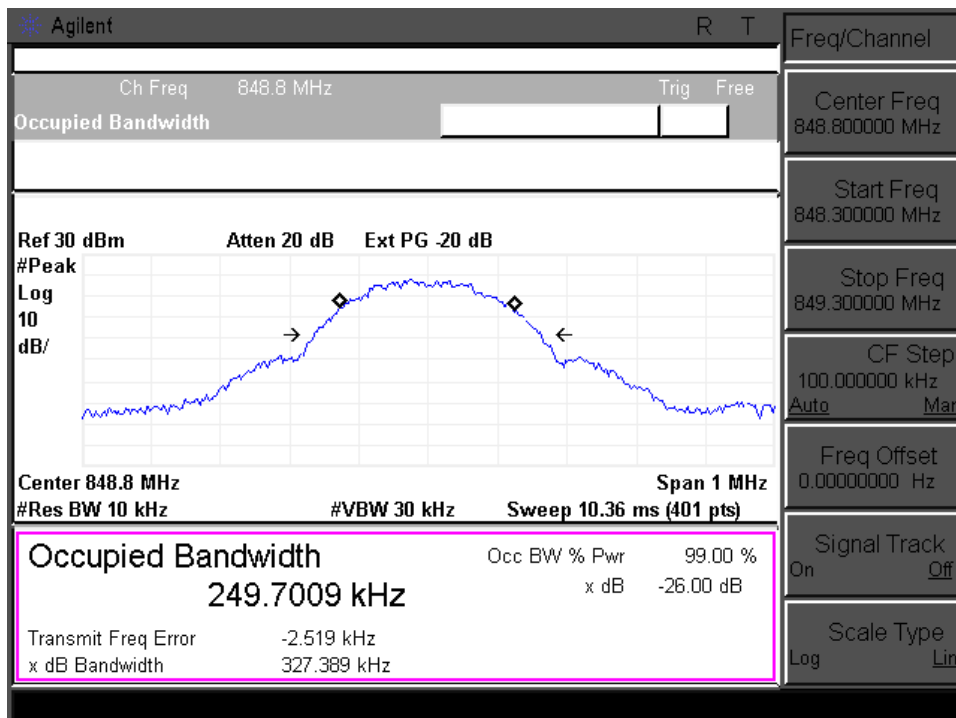 Agilent R T
Freq/Channel
Ch Freq 848.8 MHz Trig Free
Occupied Bandwidth
Center Freq
848.800000 MHz
Start Freq
848.300000 MHz
Stop Freq
849.300000 MHz
CF Step
100.000000 kHz
Auto Man
Freq Offset
0.00000000 Hz
Signal Track
On Off
Scale Type
Log Lin
Ref 30 dBm Atten 20 dB Ext PG -20 dB
#Peak
Log
10
dB/
Center 848.8 MHz Span 1 MHz
#Res BW 10 kHz #VBW 30 kHz Sweep 10.36 ms (401 pts)
Occupied Bandwidth Occ BW % Pwr 99.00 %
249.7009 kHz x dB -26.00 dB
Transmit Freq Error -2.519 kHz
x dB Bandwidth 327.389 kHz